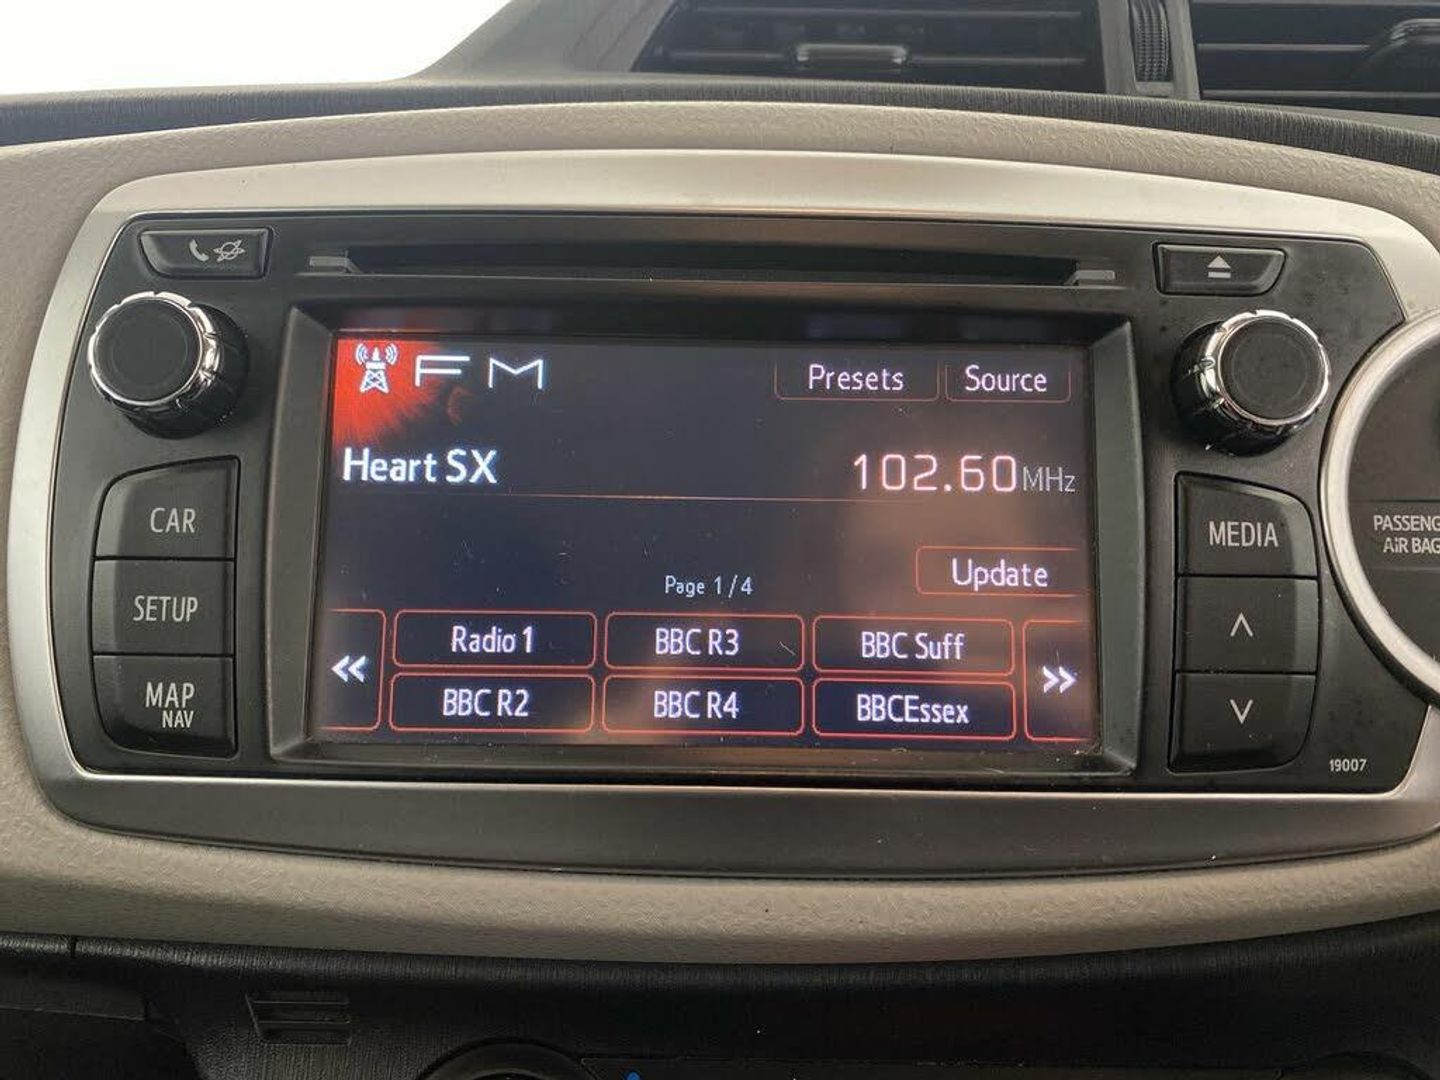 FM
Presets
Source
Heart SX
102.60MHz
Update
Page 1/4
<<
Radio 1
BBC R3
BBC Suff
>>
BBC R2
BBC R4
BBCEssex
CAR
SETUP
MAP
NAV
MEDIA
19007
PASSENG
AIR BAG